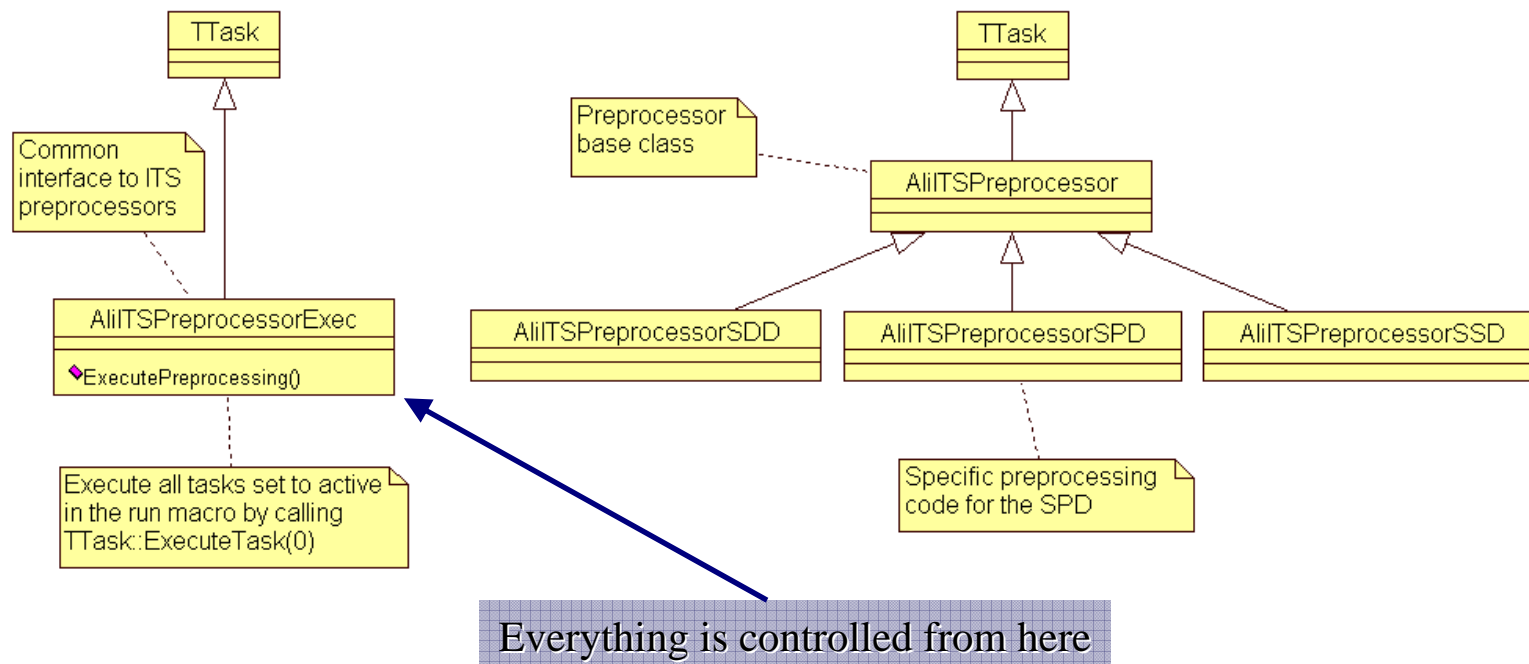 TTask
Common
interface to ITS
preprocessors
AliITSPreprocessorExec
ExecutePreprocessing()
Execute all tasks set to active
in the run macro by calling
TTask::ExecuteTask(0)
TTask
Preprocessor
base class
AliITSPreprocessor
AliITSPreprocessorSDD
AliITSPreprocessorSPD
AliITSPreprocessorSSD
Specific preprocessing
code for the SPD
Everything is controlled from here